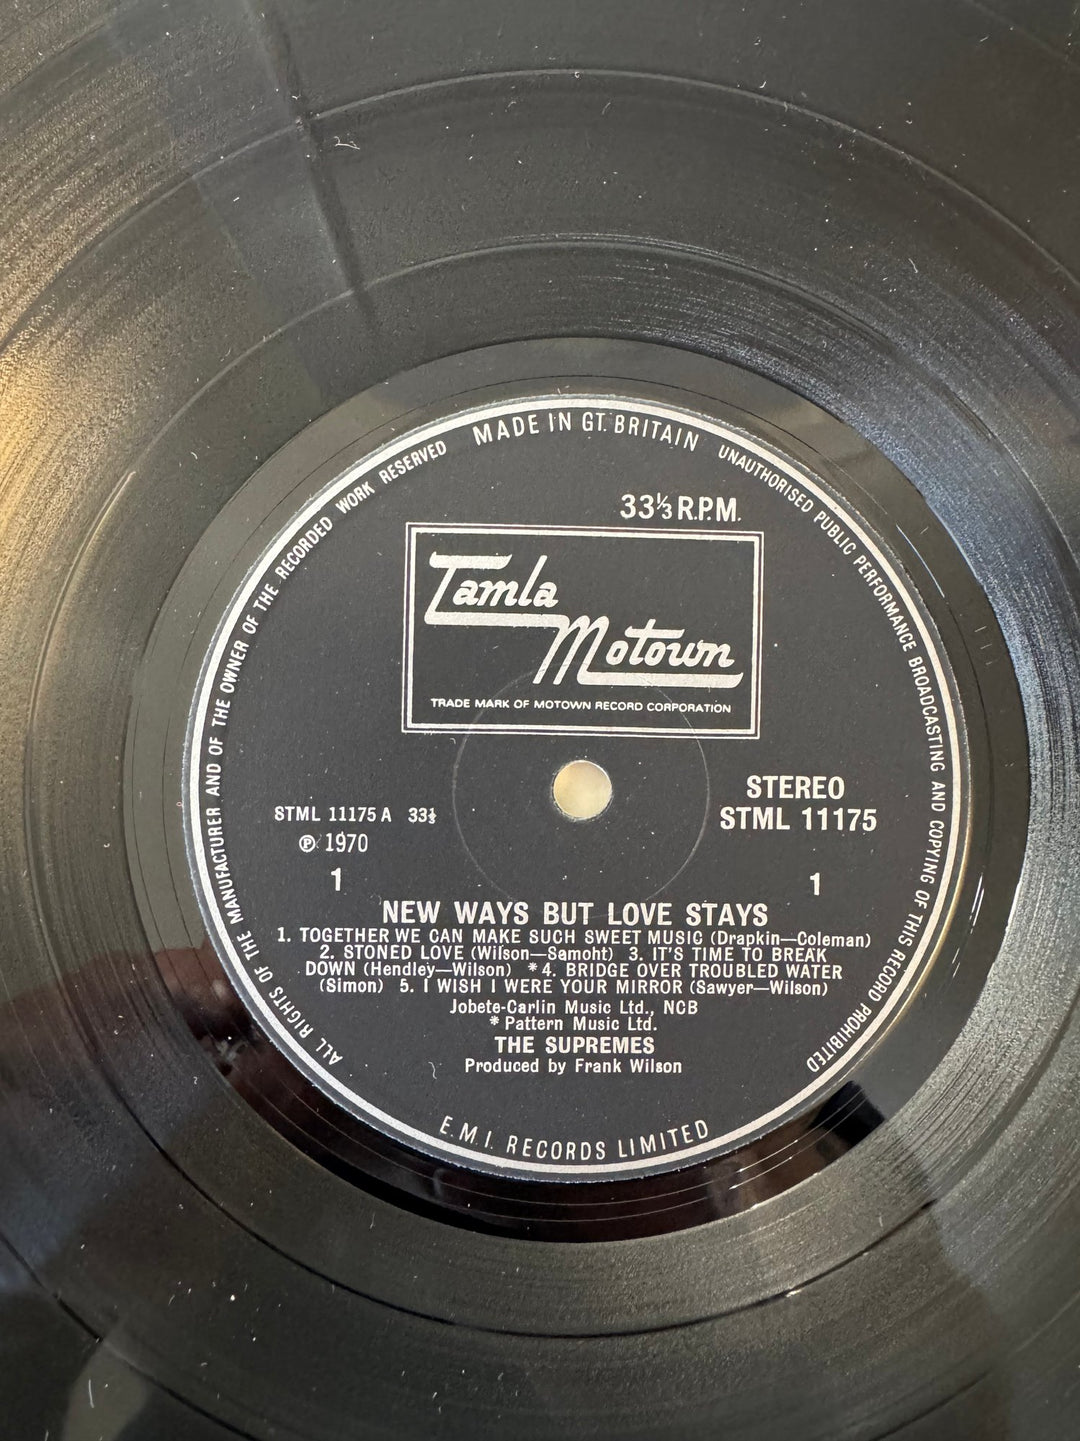 MADE IN GT. BRITAIN
UNAUTHORISED PUBLIC PERFORMANCE BROADCASTING AND COPYING OF THIS RECORD PROHIBITED
ALL RIGHTS OF THE MANUFACTURER AND OF THE OWNER OF THE RECORDED WORK RESERVED
33⅓ R.P.M.
Tamla
Motown
TRADE MARK OF MOTOWN RECORD CORPORATION
STEREO
STML 11175
STML 11175 A 33⅓
Ⓟ 1970
1 1
NEW WAYS BUT LOVE STAYS
1. TOGETHER WE CAN MAKE SUCH SWEET MUSIC (Drapkin—Coleman)
2. STONED LOVE (Wilson—Samoht) 3. IT'S TIME TO BREAK
DOWN (Hendley—Wilson) *4. BRIDGE OVER TROUBLED WATER
(Simon) 5. I WISH I WERE YOUR MIRROR (Sawyer—Wilson)
Jobete-Carlin Music Ltd., NCB
* Pattern Music Ltd.
THE SUPREMES
Produced by Frank Wilson
E.M.I. RECORDS LIMITED